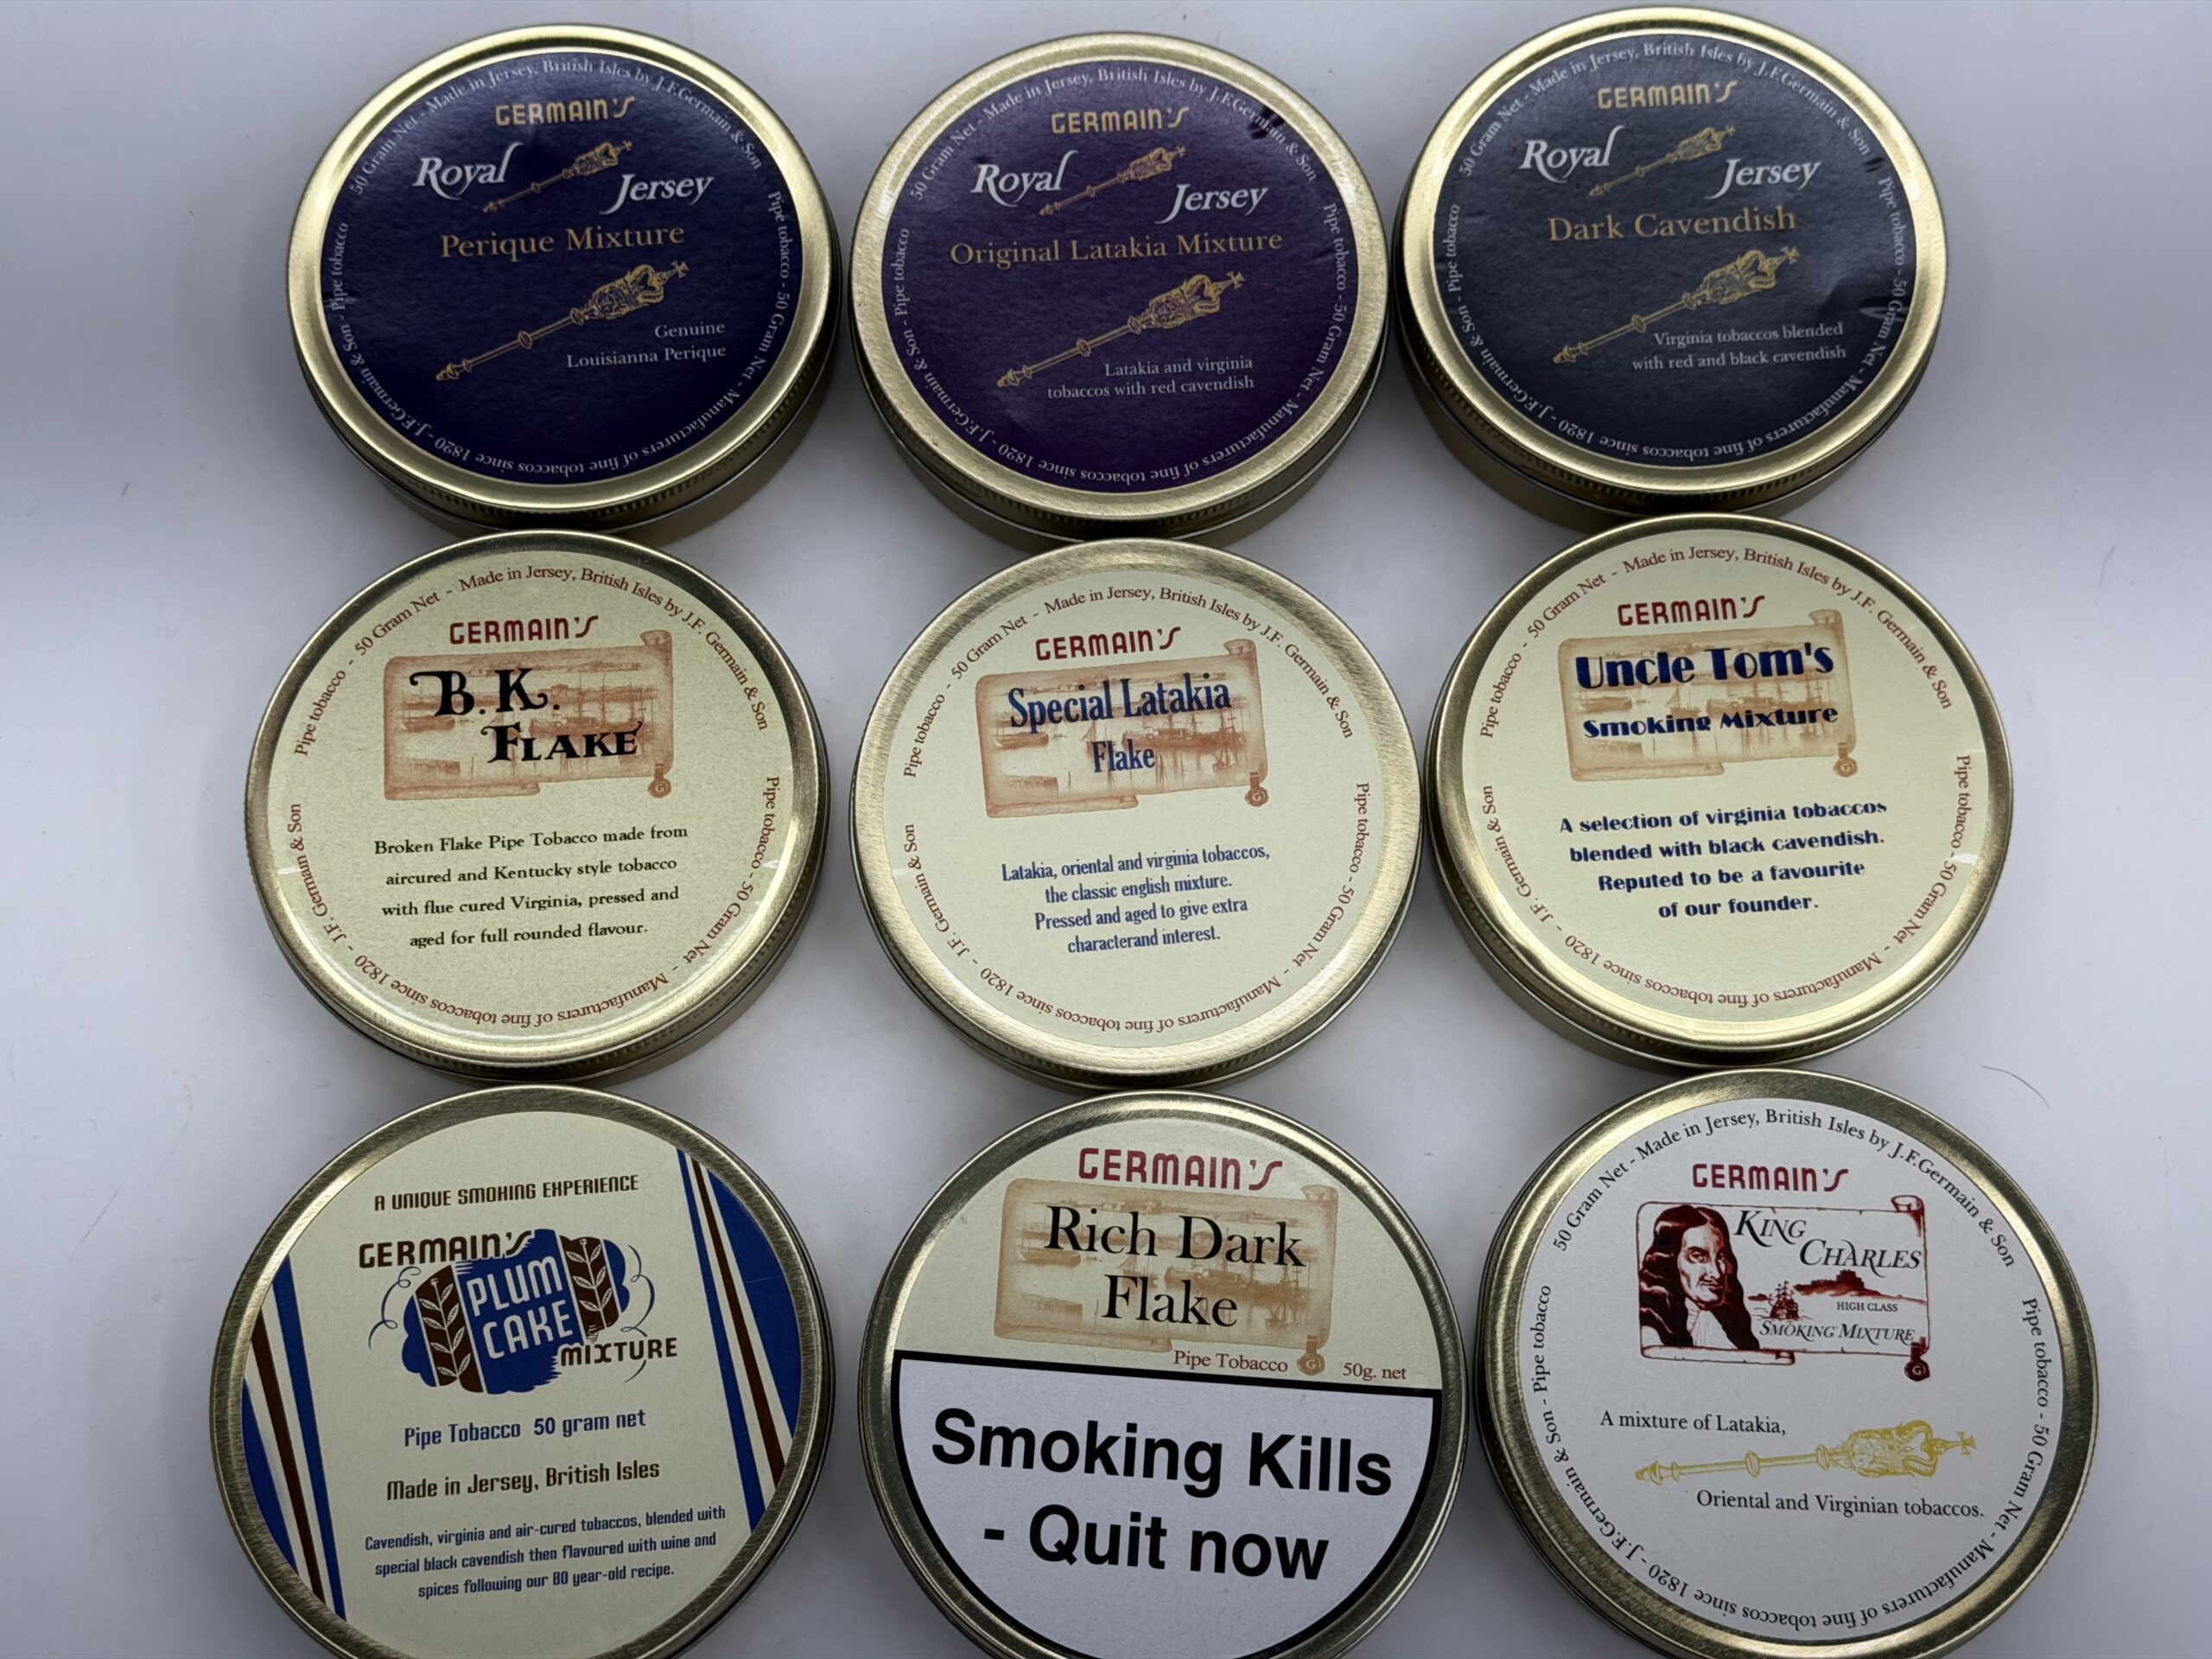 50 Gram Net - Made in Jersey, British Isles by J.F.Germain & Son
Pipe tobacco - 50 Gram Net - Manufacturers of fine tobaccos since 1820 - J.F.Germain & Son - Pipe tobacco
GERMAIN'S
Royal
Jersey
Perique Mixture
Genuine
Louisianna Perique
50 Gram Net - Made in Jersey, British Isles by J.F.Germain & Son
Pipe tobacco - 50 Gram Net - Manufacturers of fine tobaccos since 1820 - J.F.Germain & Son - Pipe tobacco
GERMAIN'S
Royal
Jersey
Original Latakia Mixture
Latakia and virginia
tobaccos with red cavendish
50 Gram Net - Made in Jersey, British Isles by J.F.Germain & Son
Pipe tobacco - 50 Gram Net - Manufacturers of fine tobaccos since 1820 - J.F.Germain & Son - Pipe tobacco
GERMAIN'S
Royal
Jersey
Dark Cavendish
Virginia tobaccos blended
with red and black cavendish
Pipe tobacco - 50 Gram Net - Made in Jersey, British Isles by J.F. Germain & Son
Pipe tobacco - 50 Gram Net - Manufacturers of fine tobaccos since 1820 - J.F. Germain & Son
GERMAIN'S
B.K.
FLAKE
Broken Flake Pipe Tobacco made from
aircured and Kentucky style tobacco
with flue cured Virginia, pressed and
aged for full rounded flavour.
Pipe tobacco - 50 Gram Net - Made in Jersey, British Isles by J.F. Germain & Son
Pipe tobacco - 50 Gram Net - Manufacturers of fine tobaccos since 1820 - J.F. Germain & Son
GERMAIN'S
Special Latakia
Flake
Latakia, oriental and virginia tobaccos,
the classic english mixture.
Pressed and aged to give extra
characterand interest.
G
Pipe tobacco - 50 Gram Net - Made in Jersey, British Isles by J.F. Germain & Son
Pipe tobacco - 50 Gram Net - Manufacturers of fine tobaccos since 1820 - J.F. Germain & Son
GERMAIN'S
Uncle Tom's
Smoking Mixture
A selection of virginia tobaccos
blended with black cavendish.
Reputed to be a favourite
of our founder.
A UNIQUE SMOKING EXPERIENCE
GERMAIN'S
PLUM
CAKE
MIXTURE
Pipe Tobacco 50 gram net
Made in Jersey, British Isles
Cavendish, virginia and air-cured tobaccos, blended with
special black cavendish then flavoured with wine and
spices following our 80 year-old recipe.
GERMAIN'S
Rich Dark
Flake
Pipe Tobacco G 50g. net
Smoking Kills
- Quit now
50 Gram Net - Made in Jersey, British Isles by J.F.Germain & Son
Pipe tobacco - 50 Gram Net - Manufacturers of fine tobaccos since 1820 - J.F.Germain & Son - Pipe tobacco
GERMAIN'S
KING
CHARLES
HIGH CLASS
SMOKING MIXTURE
G
A mixture of Latakia,
Oriental and Virginian tobaccos.